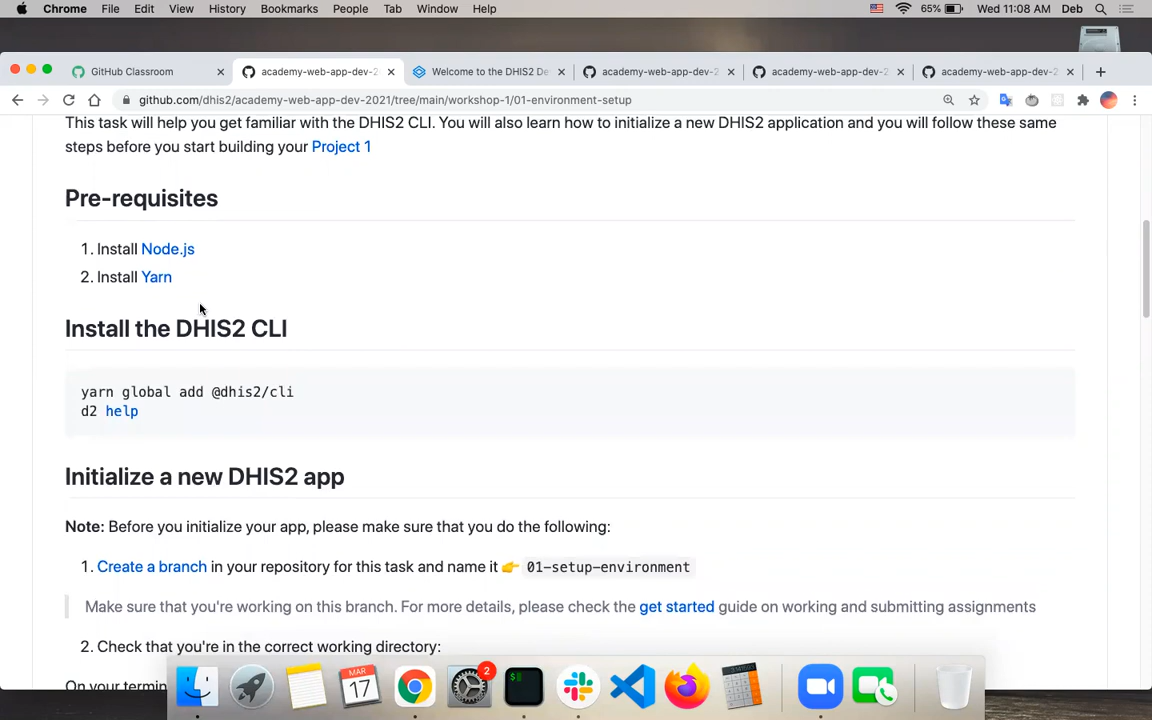 Chrome File Edit View History Bookmarks People Tab Window Help 65% Wed 11:08 AM Deb
GitHub Classroom academy-web-app-dev-2 Welcome to the DHIS2 De academy-web-app-dev-2 academy-web-app-dev-2 academy-web-app-dev-2
github.com/dhis2/academy-web-app-dev-2021/tree/main/workshop-1/01-environment-setup
This task will help you get familiar with the DHIS2 CLI. You will also learn how to initialize a new DHIS2 application and you will follow these same
steps before you start building your Project 1
Pre-requisites
1. Install Node.js
2. Install Yarn
Install the DHIS2 CLI
yarn global add @dhis2/cli
d2 help
Initialize a new DHIS2 app
Note: Before you initialize your app, please make sure that you do the following:
1. Create a branch in your repository for this task and name it 👉 01-setup-environment
Make sure that you're working on this branch. For more details, please check the get started guide on working and submitting assignments
2. Check that you're in the correct working directory:
On your termin
MAR
17
2
$